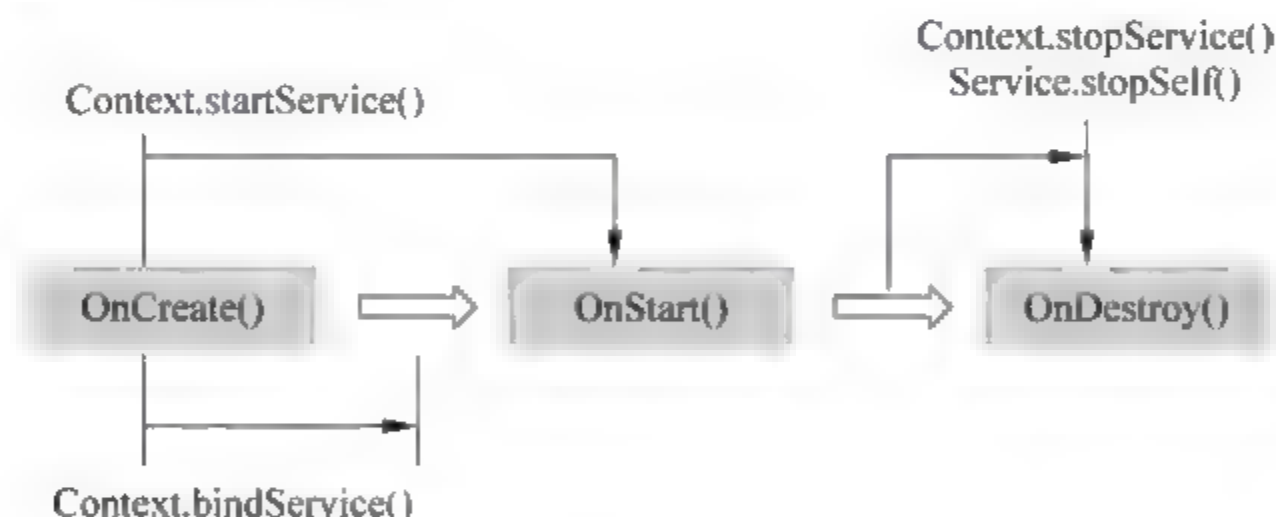 Context.stopService()
Service.stopSelf()
Context.startService()
OnCreate()
OnStart()
OnDestroy()
Context.bindService()